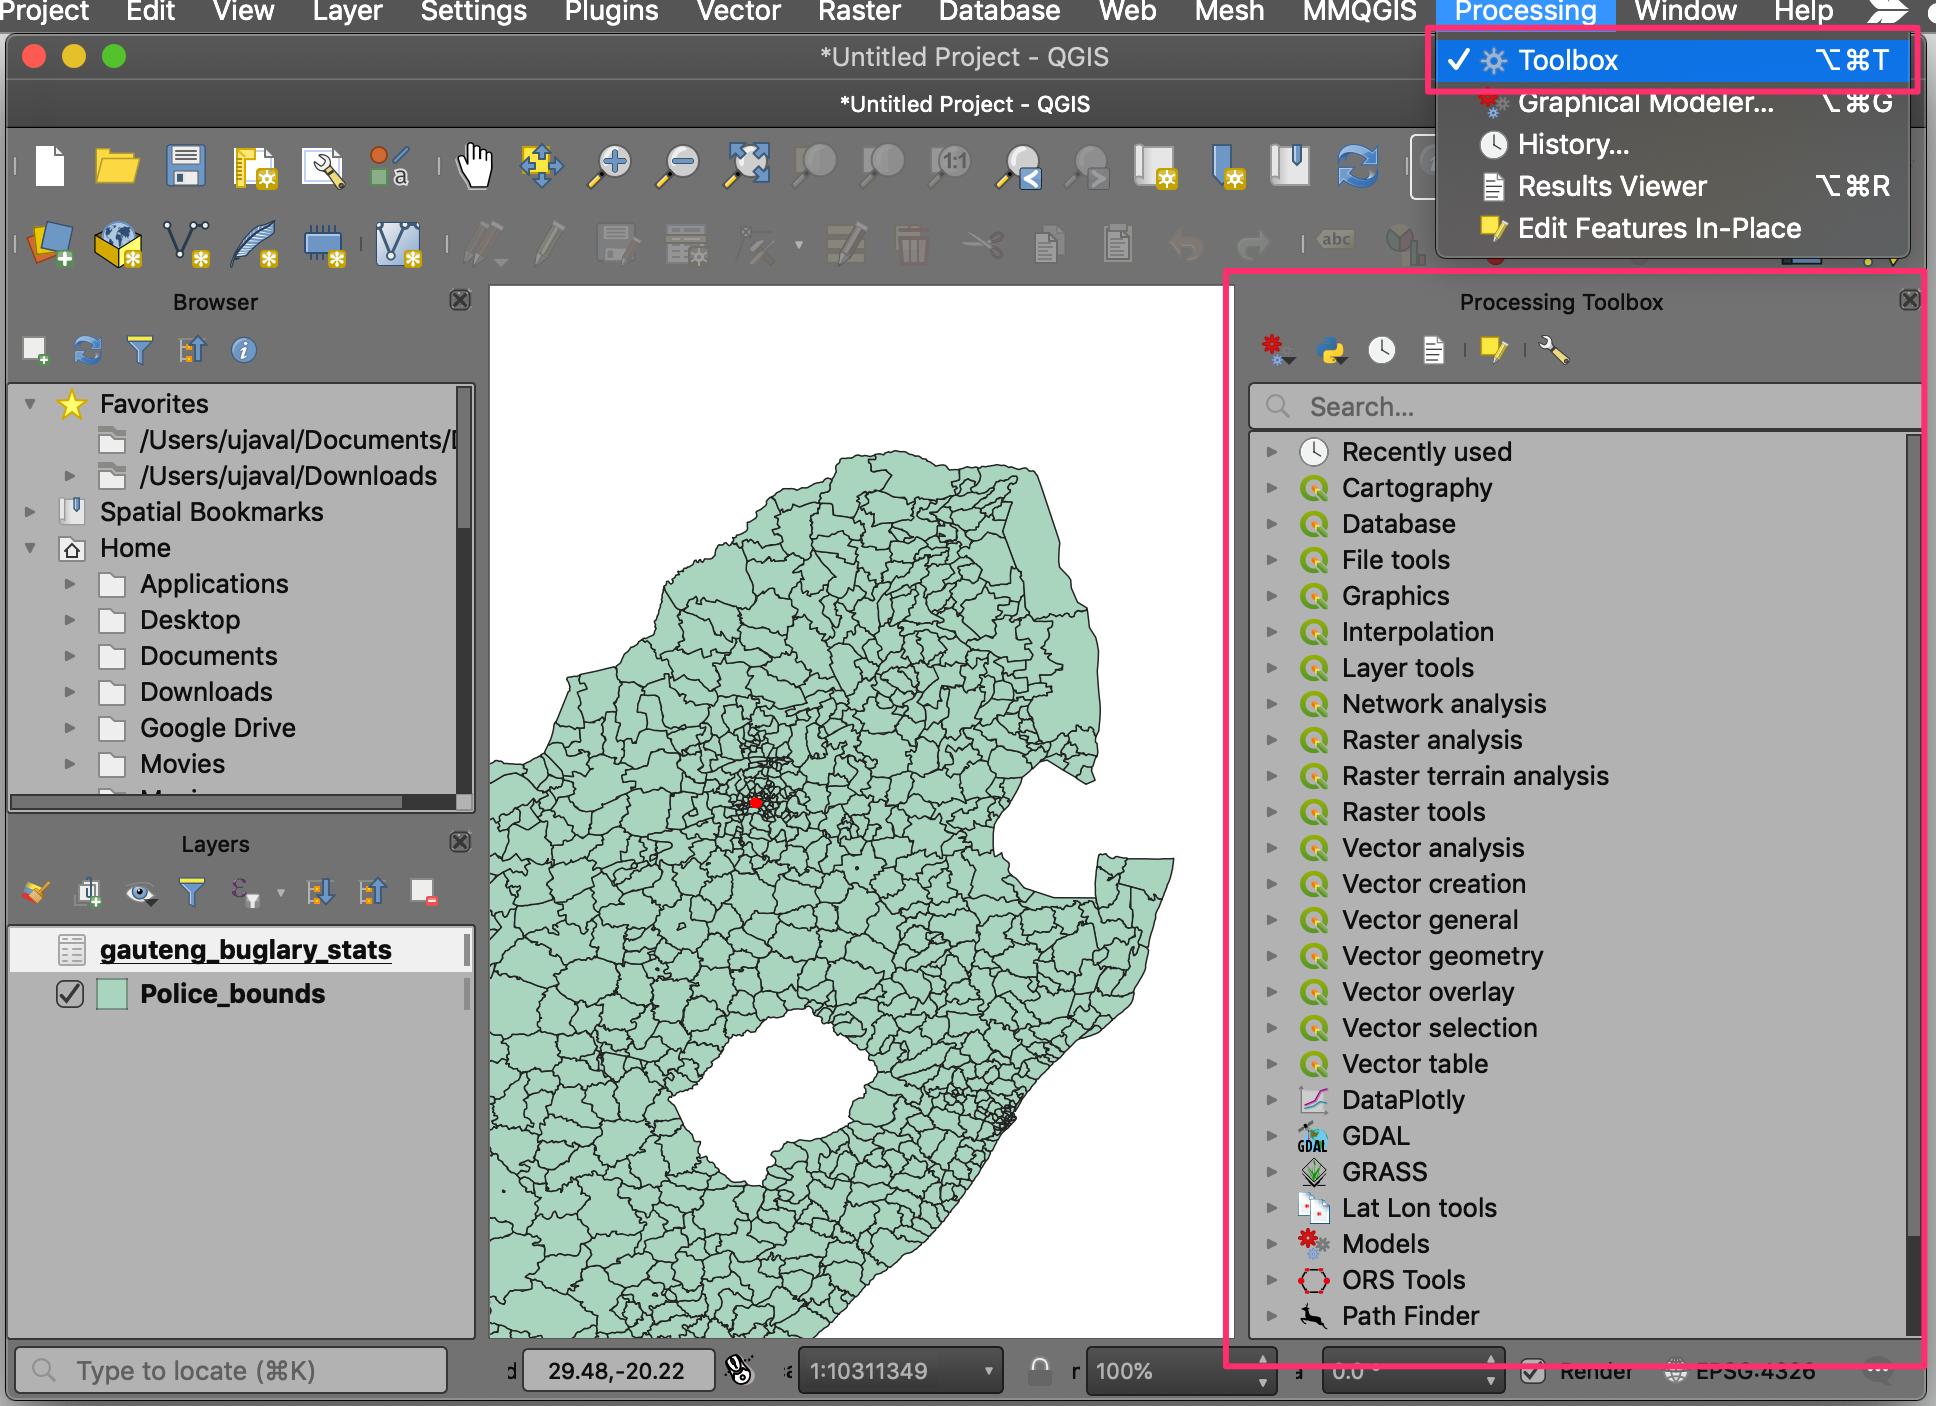 Project Edit View Layer Settings Plugins Vector Raster Database Web Mesh MMQGIS Processing Window Help
*Untitled Project - QGIS
*Untitled Project - QGIS
✓ Toolbox ⌥⌘T
Graphical Modeler... ⌥⌘G
History...
Results Viewer ⌥⌘R
Edit Features In-Place
1:1
a
abc
Browser
Favorites
/Users/ujaval/Documents/
/Users/ujaval/Downloads
Spatial Bookmarks
Home
Applications
Desktop
Documents
Downloads
Google Drive
Movies
Layers
gauteng_buglary_stats
Police_bounds
Processing Toolbox
Search...
Recently used
Cartography
Database
File tools
Graphics
Interpolation
Layer tools
Network analysis
Raster analysis
Raster terrain analysis
Raster tools
Vector analysis
Vector creation
Vector general
Vector geometry
Vector overlay
Vector selection
Vector table
DataPlotly
GDAL
GRASS
Lat Lon tools
Models
ORS Tools
Path Finder
Type to locate (⌘K)
29.48,-20.22
1:10311349
r 100%
0.0 °
Render
EPSG:4326